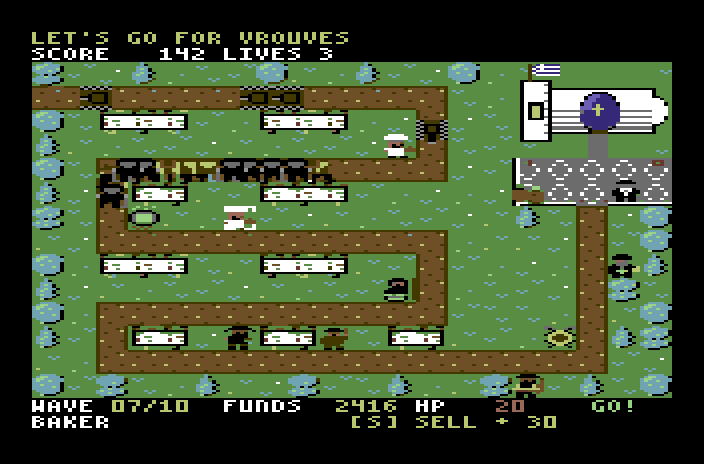 LET'S GO FOR VROUVES
SCORE 142 LIVES 3
WAVE 07/10 FUNDS 2416 HP 20 GO!
BAKER [S] SELL + 30